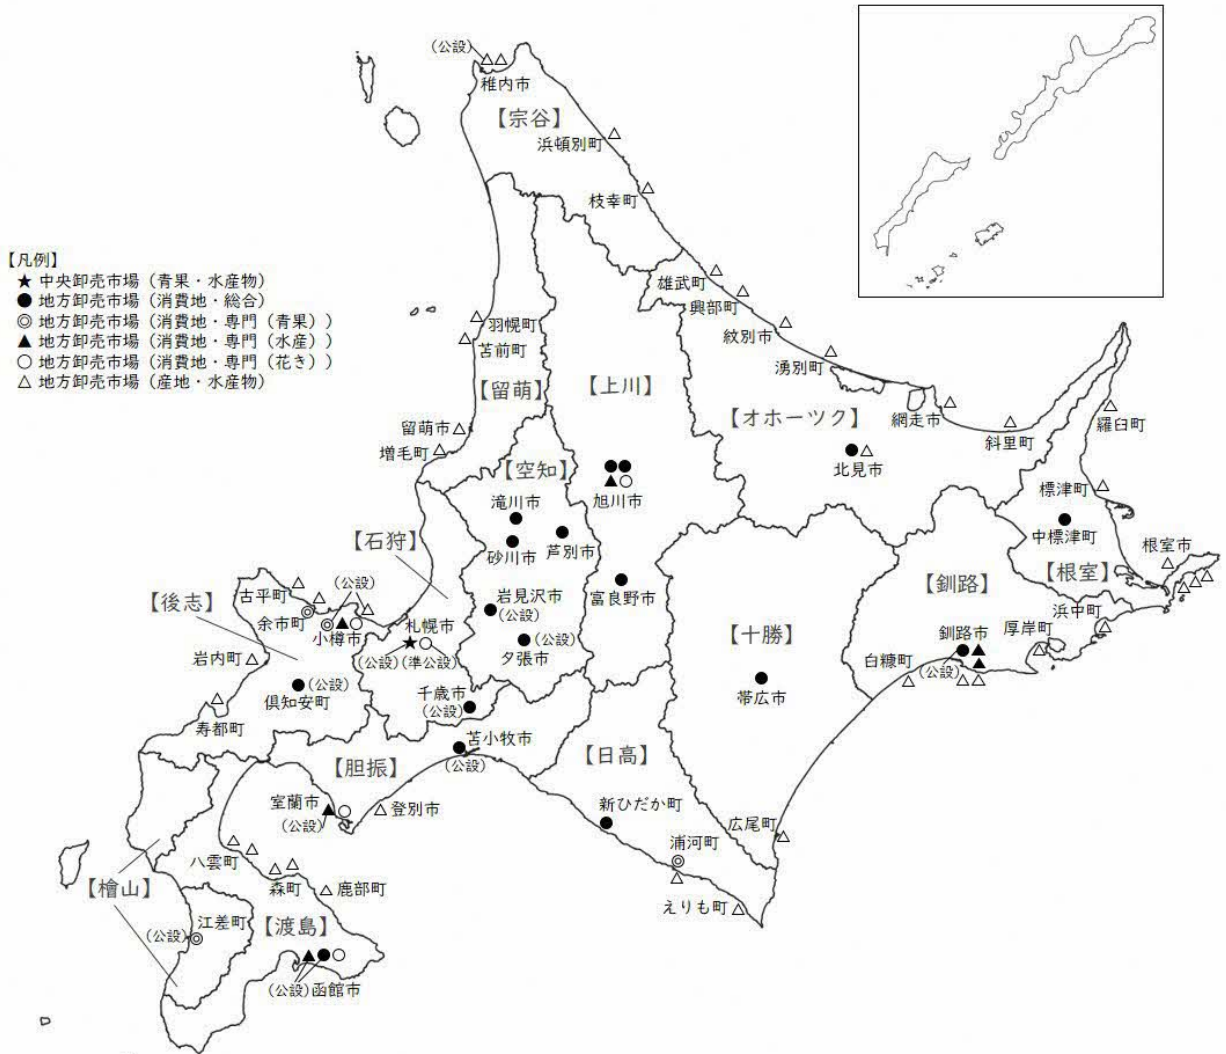 (公設)
稚内市
【宗谷】
浜頓別町
枝幸町
【凡例】
★ 中央卸売市場（青果・水産物）
● 地方卸売市場（消費地・総合）
◎ 地方卸売市場（消費地・専門（青果））
▲ 地方卸売市場（消費地・専門（水産））
○ 地方卸売市場（消費地・専門（花き））
△ 地方卸売市場（産地・水産物）
雄武町
興部町
紋別市
湧別町
羽幌町
苫前町
【留萌】
【上川】
【オホーツク】
網走市
斜里町
羅臼町
留萌市
増毛町
北見市
【空知】
旭川市
標津町
中標津町
滝川市
砂川市
芦別市
【石狩】
根室市
【根室】
【釧路】
富良野市
岩見沢市
(公設)
【後志】
古平町
(公設)
余市町
小樽市
札幌市
(公設)
(準公設)
(公設)
夕張市
浜中町
厚岸町
釧路市
(公設)
白糠町
【十勝】
帯広市
岩内町
(公設)
倶知安町
寿都町
千歳市
(公設)
苫小牧市
(公設)
【胆振】
【日高】
室蘭市
(公設)
登別市
新ひだか町
浦河町
広尾町
えりも町
八雲町
森町
鹿部町
【檜山】
江差町
(公設)
【渡島】
(公設)
函館市